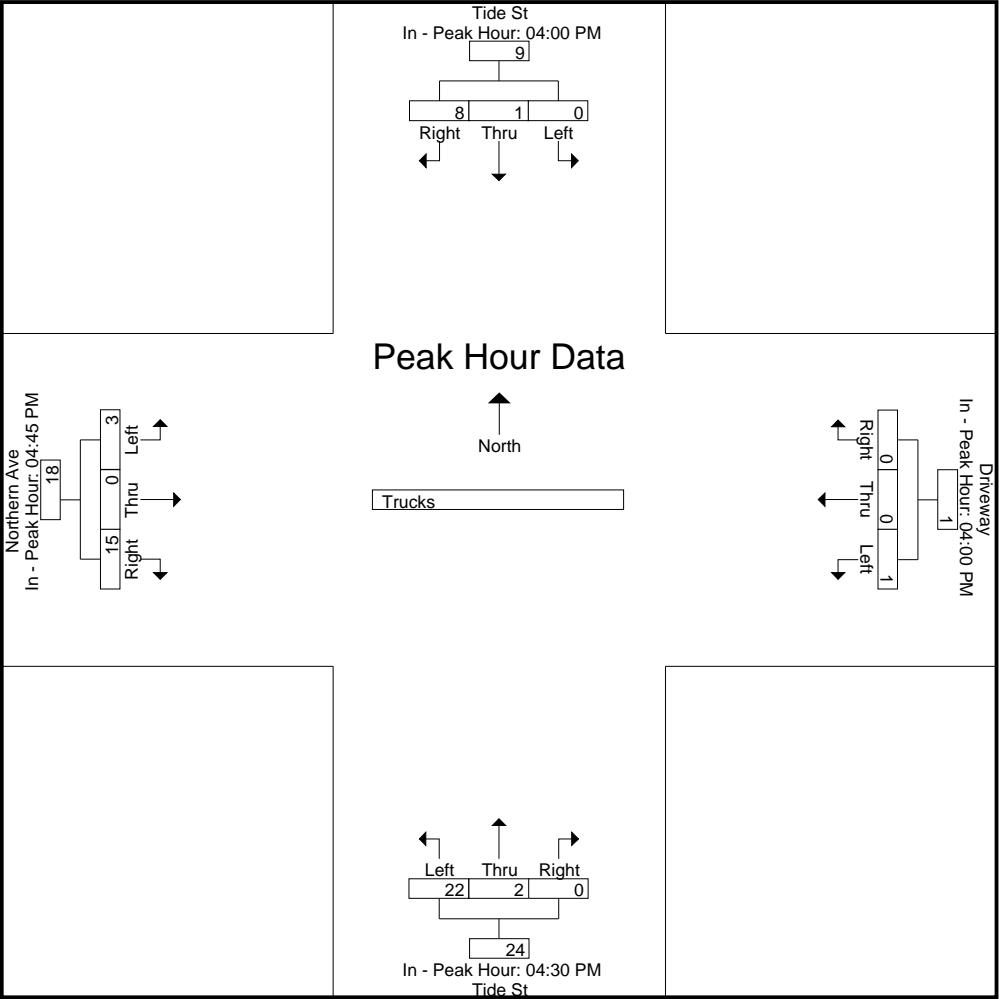 Tide St
In - Peak Hour: 04:00 PM
9
8 1 0
Right Thru Left
Peak Hour Data
North
Trucks
Northern Ave
In - Peak Hour: 04:45 PM
18
3 0 15
Left Thru Right
Driveway
In - Peak Hour: 04:00 PM
1
0 0 1
Right Thru Left
Left Thru Right
22 2 0
24
In - Peak Hour: 04:30 PM
Tide St